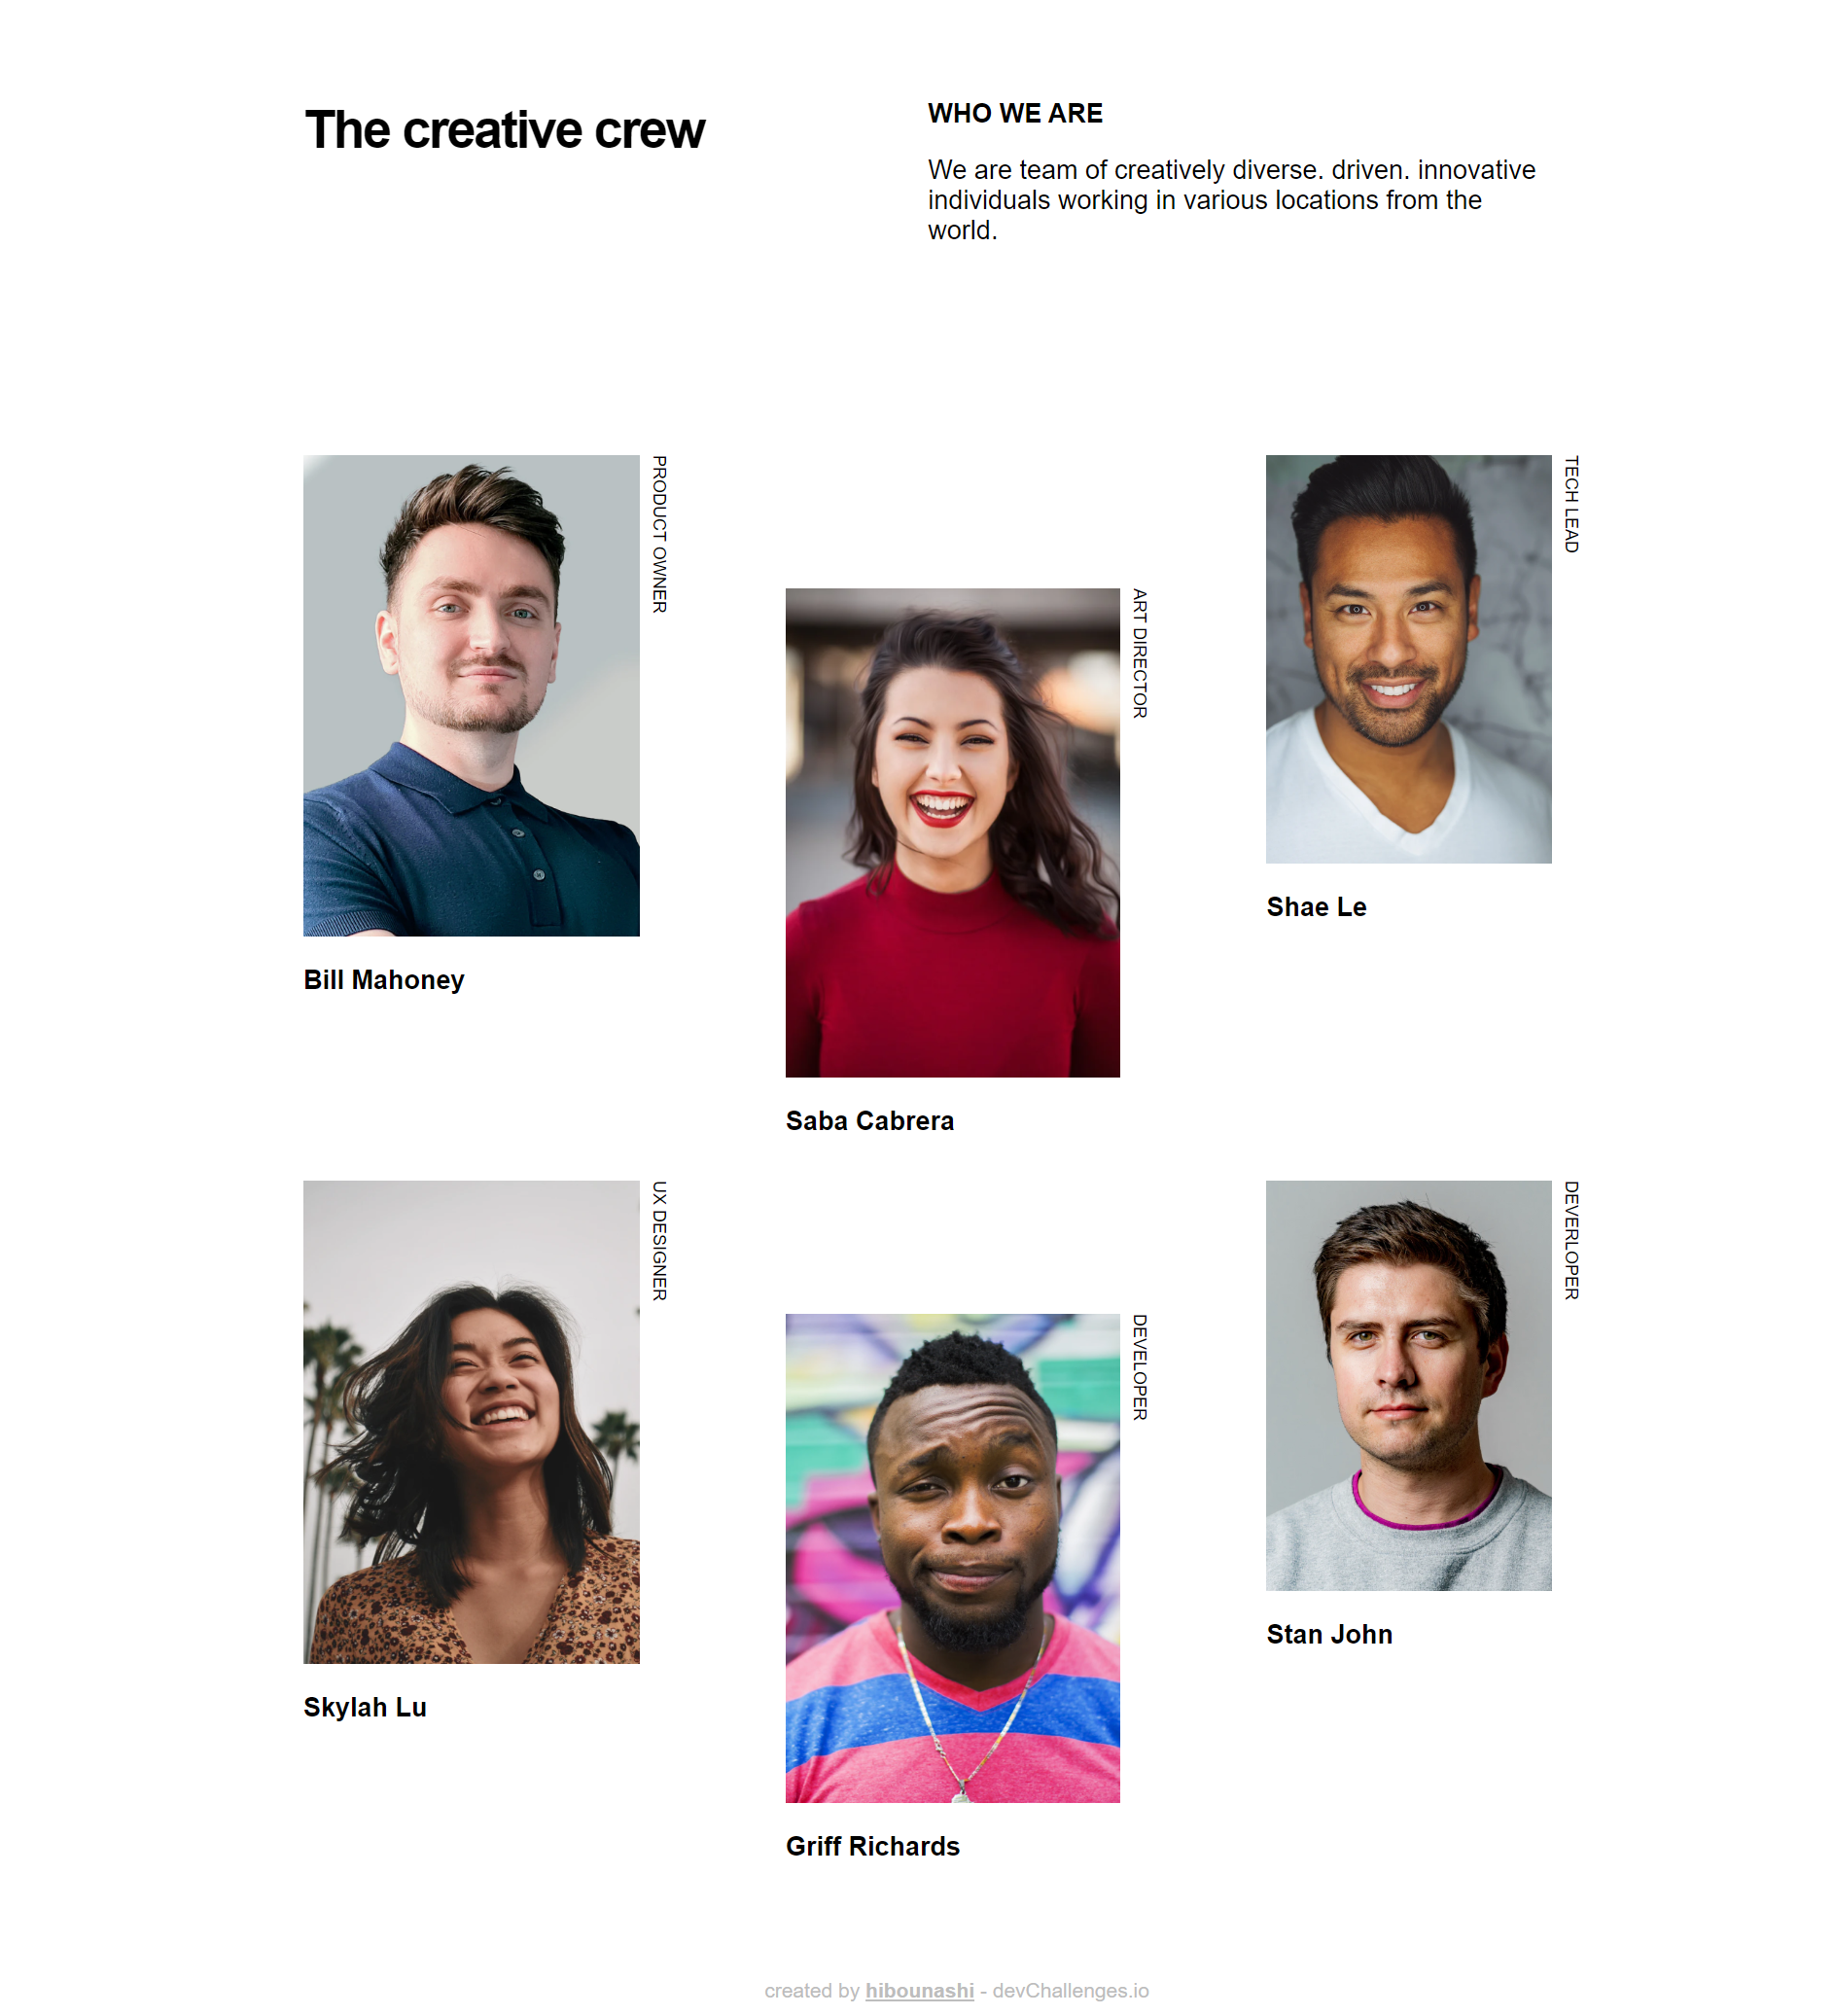 The creative crew
WHO WE ARE
We are team of creatively diverse. driven. innovative
individuals working in various locations from the
world.
PRODUCT OWNER
Bill Mahoney
ART DIRECTOR
Saba Cabrera
TECH LEAD
Shae Le
UX DESIGNER
Skylah Lu
DEVELOPER
Griff Richards
DEVERLOPER
Stan John
created by hibounashi - devChallenges.io